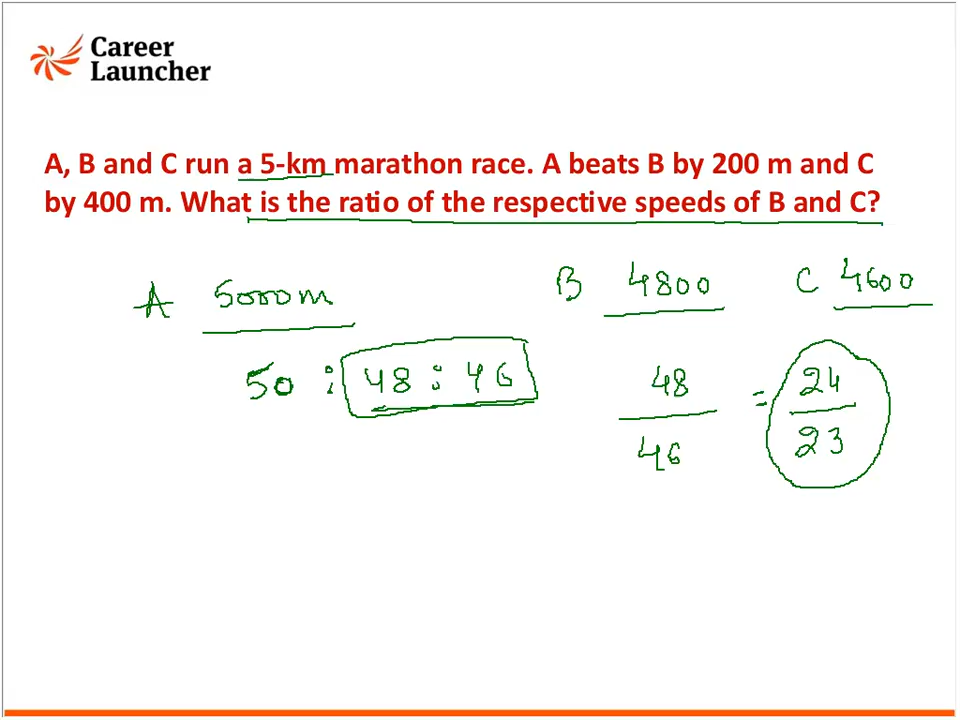 Career
Launcher
A, B and C run a 5-km marathon race. A beats B by 200 m and C
by 400 m. What is the ratio of the respective speeds of B and C?
A 5000m B 4800 C 4600
50 : 48 : 46 48 = 24
46 23